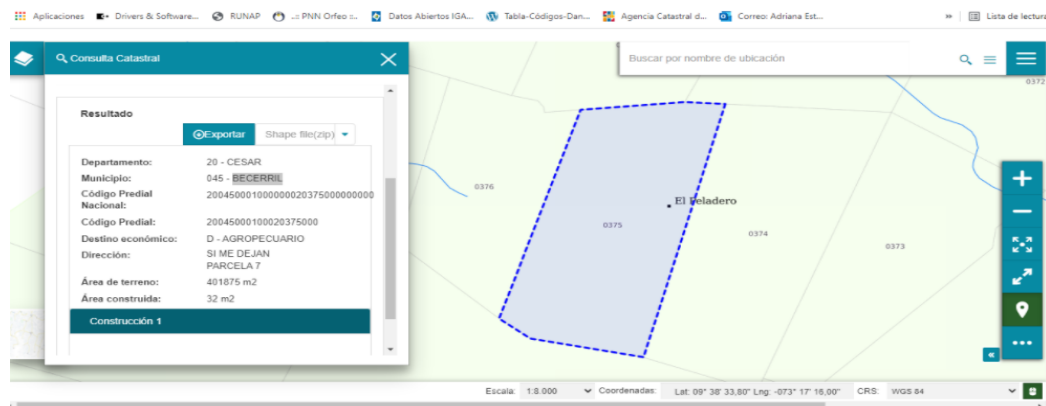 Aplicaciones Drivers & Software... RUNAP ..:: PNN Orfeo ::.. Datos Abiertos IGA... Tabla-Códigos-Dan... Agencia Catastral d... Correo: Adriana Est... » Lista de lectura
Consulta Catastral
Buscar por nombre de ubicación
0372
Resultado
Exportar Shape file(zip)
Departamento: 20 - CESAR
Municipio: 045 - BECERRIL
Código Predial Nacional: 200450001000000020375000000000
Código Predial: 20045000100020375000
Destino económico: D - AGROPECUARIO
Dirección: SI ME DEJAN
PARCELA 7
Área de terreno: 401875 m2
Área construida: 32 m2
Construcción 1
0376
El Peladero
0375
0374
0373
«
Escala: 1:8.000 Coordenadas: Lat: 09° 38' 33,80" Lng: -073° 17' 16,00" CRS: WGS 84